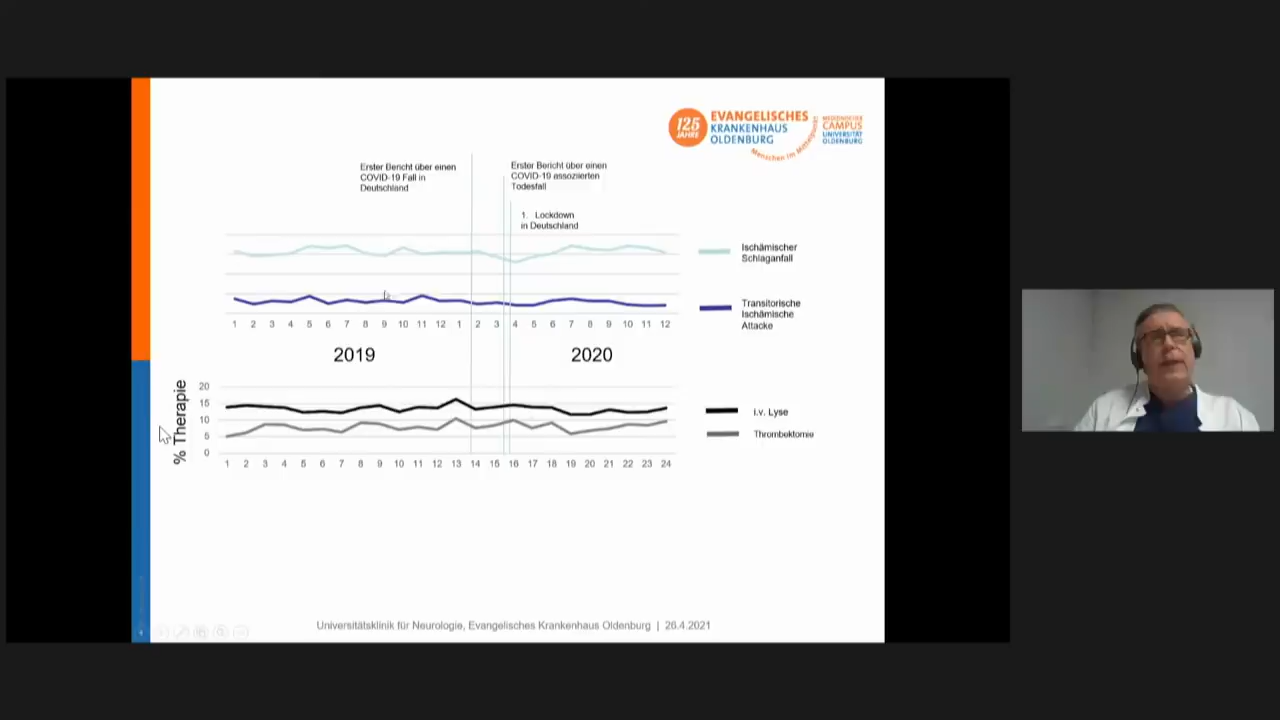 125
JAHRE
EVANGELISCHES
KRANKENHAUS
OLDENBURG
Menschen im Mittelpunkt
MEDIZINISCHER
CAMPUS
UNIVERSITÄT
OLDENBURG
Erster Bericht über einen
COVID-19 Fall in
Deutschland
Erster Bericht über einen
COVID-19 assoziierten
Todesfall
1. Lockdown
in Deutschland
Ischämischer
Schlaganfall
Transitorische
Ischämische
Attacke
1 2 3 4 5 6 7 8 9 10 11 12 1 2 3 4 5 6 7 8 9 10 11 12
2019 2020
% Therapie
20
15
10
5
0
i.v. Lyse
Thrombektomie
1 2 3 4 5 6 7 8 9 10 11 12 13 14 15 16 17 18 19 20 21 22 23 24
Universitätsklinik für Neurologie, Evangelisches Krankenhaus Oldenburg | 26.4.2021